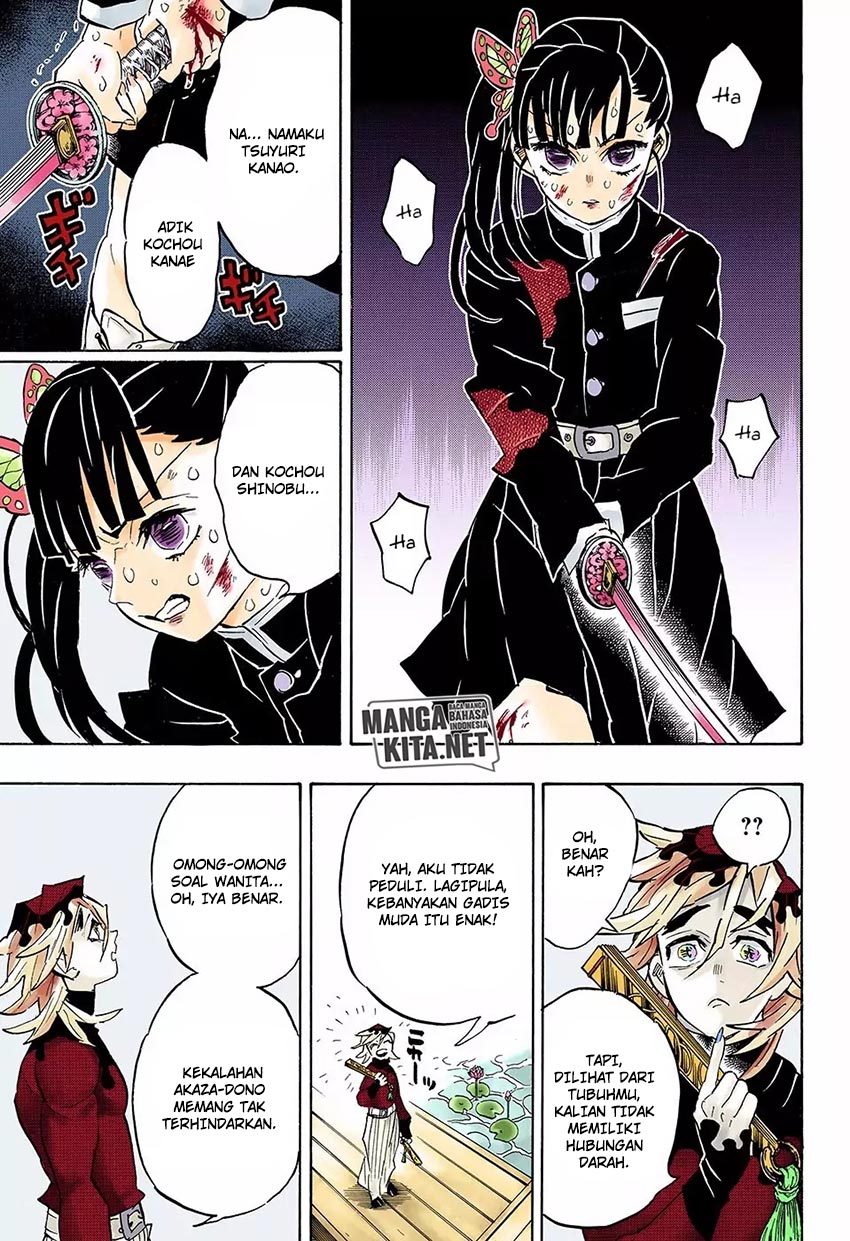 Ha
Ha
Ha
Ha
NA... NAMAKU
TSUYURI
KANAO.
ADIK
KOCHOU
KANAE
ギチ
ギチ
DAN KOCHOU
SHINOBU...
MANGA
KITA.NET
BACA MANGA
BAHASA
INDONESIA
??
OH,
BENAR
KAH?
TAPI,
DILIHAT DARI
TUBUHMU,
KALIAN TIDAK
MEMILIKI
HUBUNGAN
DARAH.
YAH, AKU TIDAK
PEDULI. LAGIPULA,
KEBANYAKAN GADIS
MUDA ITU ENAK!
ニカーッ
OMONG-OMONG
SOAL WANITA...
OH, IYA BENAR.
KEKALAHAN
AKAZA-DONO
MEMANG TAK
TERHINDARKAN.